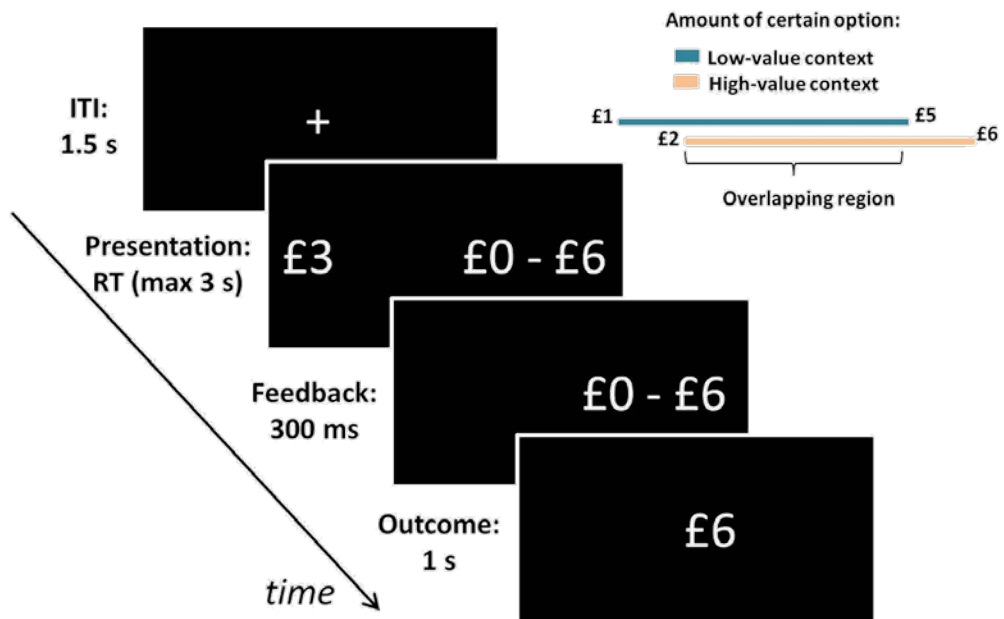 Amount of certain option:
Low-value context
High-value context
£1
£5
£2
£6
Overlapping region
ITI:
1.5 s
+
Presentation:
RT (max 3 s)
£3
£0 - £6
Feedback:
300 ms
£0 - £6
Outcome:
1 s
£6
time